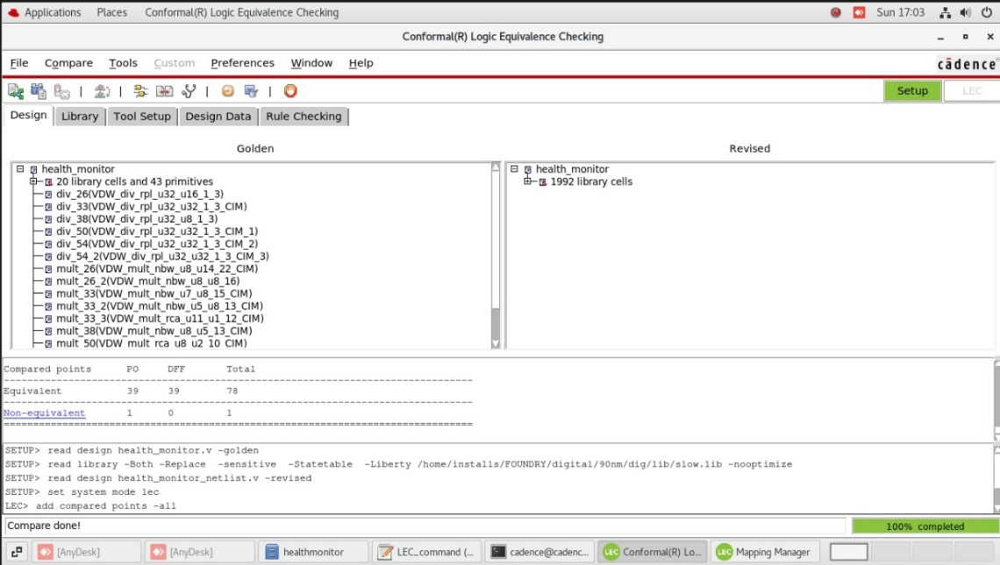 Applications Places Conformal(R) Logic Equivalence Checking Sun 17:03
Conformal(R) Logic Equivalence Checking
File Compare Tools Custom Preferences Window Help
cādence®
Setup LEC
Design Library Tool Setup Design Data Rule Checking
Golden Revised
health_monitor
20 library cells and 43 primitives
div_26(VDW_div_rpl_u32_u16_1_3)
div_33(VDW_div_rpl_u32_u32_1_3_CIM)
div_38(VDW_div_rpl_u32_u8_1_3)
div_50(VDW_div_rpl_u32_u32_1_3_CIM_1)
div_54(VDW_div_rpl_u32_u32_1_3_CIM_2)
div_54_2(VDW_div_rpl_u32_u32_1_3_CIM_3)
mult_26(VDW_mult_nbw_u8_u14_22_CIM)
mult_26_2(VDW_mult_nbw_u8_u8_16)
mult_33(VDW_mult_nbw_u7_u8_15_CIM)
mult_33_2(VDW_mult_nbw_u5_u8_13_CIM)
mult_33_3(VDW_mult_rca_u11_u1_12_CIM)
mult_38(VDW_mult_nbw_u8_u5_13_CIM)
mult_50(VDW_mult_rca_u8_u2_10_CIM)
health_monitor
1992 library cells
Compared points PO DFF Total
Equivalent 39 39 78
Non-equivalent 1 0 1
SETUP> read design health_monitor.v -golden
SETUP> read library -Both -Replace -sensitive -Statetable -Liberty /home/installs/FOUNDRY/digital/90nm/dig/lib/slow.lib -nooptimize
SETUP> read design health_monitor_netlist.v -revised
SETUP> set system mode lec
LEC> add compared points -all
Compare done! 100% completed
[AnyDesk] [AnyDesk] healthmonitor LEC_command (... cadence@cadenc... LEC Conformal(R) Lo... LEC Mapping Manager